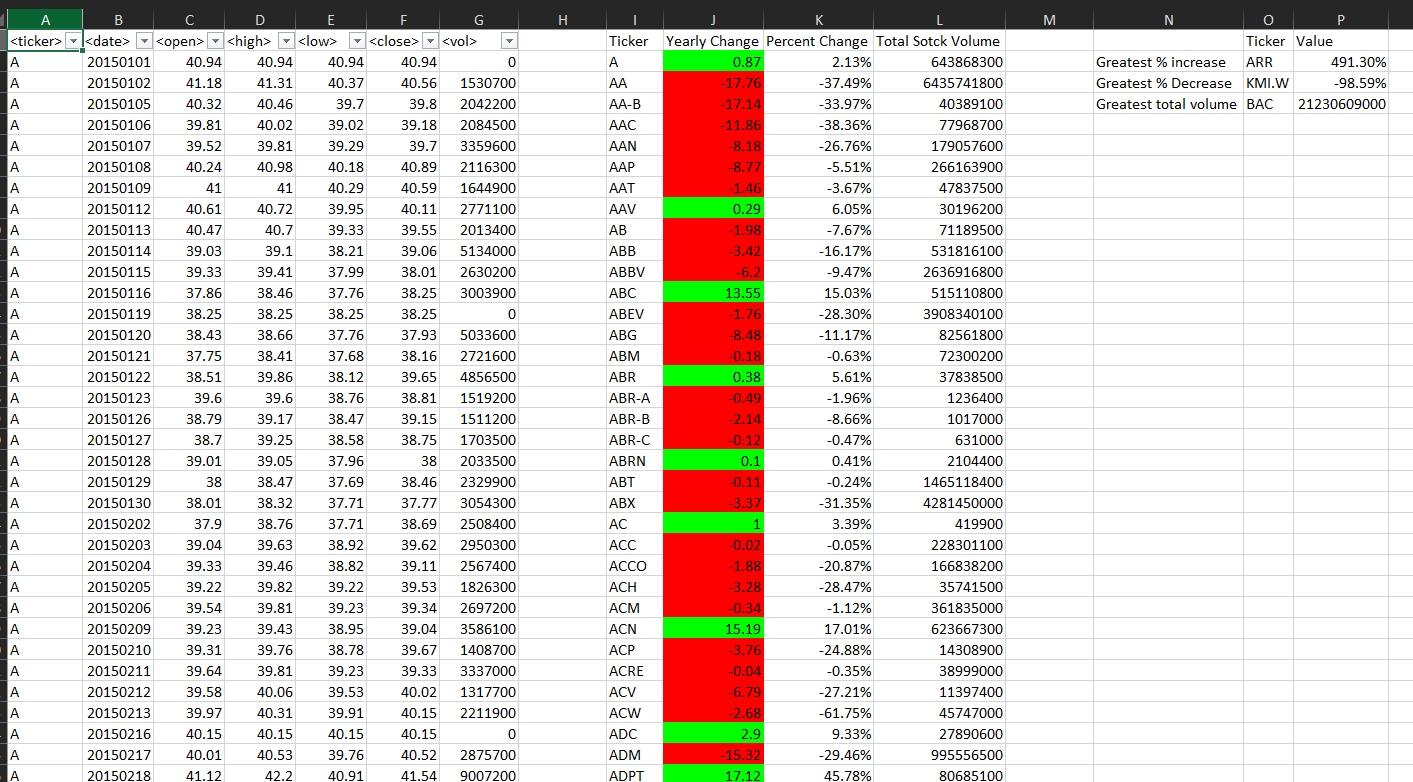 A B C D E F G H I J K L M N O P
<ticker> <date> <open> <high> <low> <close> <vol> Ticker Yearly Change Percent Change Total Sotck Volume Ticker Value
A 20150101 40.94 40.94 40.94 40.94 0 A 0.87 2.13% 643868300 Greatest % increase ARR 491.30%
A 20150102 41.18 41.31 40.37 40.56 1530700 AA -17.76 -37.49% 6435741800 Greatest % Decrease KMI.W -98.59%
A 20150105 40.32 40.46 39.7 39.8 2042200 AA-B -17.14 -33.97% 40389100 Greatest total volume BAC 21230609000
A 20150106 39.81 40.02 39.02 39.18 2084500 AAC -11.86 -38.36% 77968700
A 20150107 39.52 39.81 39.29 39.7 3359600 AAN -8.18 -26.76% 179057600
A 20150108 40.24 40.98 40.18 40.89 2116300 AAP -8.77 -5.51% 266163900
A 20150109 41 41 40.29 40.59 1644900 AAT -1.46 -3.67% 47837500
A 20150112 40.61 40.72 39.95 40.11 2771100 AAV 0.29 6.05% 30196200
A 20150113 40.47 40.7 39.33 39.55 2013400 AB -1.98 -7.67% 71189500
A 20150114 39.03 39.1 38.21 39.06 5134000 ABB -3.42 -16.17% 531816100
A 20150115 39.33 39.41 37.99 38.01 2630200 ABBV -6.2 -9.47% 2636916800
A 20150116 37.86 38.46 37.76 38.25 3003900 ABC 13.55 15.03% 515110800
A 20150119 38.25 38.25 38.25 38.25 0 ABEV -1.76 -28.30% 3908340100
A 20150120 38.43 38.66 37.76 37.93 5033600 ABG -8.48 -11.17% 82561800
A 20150121 37.75 38.41 37.68 38.16 2721600 ABM -0.18 -0.63% 72300200
A 20150122 38.51 39.86 38.12 39.65 4856500 ABR 0.38 5.61% 37838500
A 20150123 39.6 39.6 38.76 38.81 1519200 ABR-A -0.49 -1.96% 1236400
A 20150126 38.79 39.17 38.47 39.15 1511200 ABR-B -2.14 -8.66% 1017000
A 20150127 38.7 39.25 38.58 38.75 1703500 ABR-C -0.12 -0.47% 631000
A 20150128 39.01 39.05 37.96 38 2033500 ABRN 0.1 0.41% 2104400
A 20150129 38 38.47 37.69 38.46 2329900 ABT -0.11 -0.24% 1465118400
A 20150130 38.01 38.32 37.71 37.77 3054300 ABX -3.37 -31.35% 4281450000
A 20150202 37.9 38.76 37.71 38.69 2508400 AC 1 3.39% 419900
A 20150203 39.04 39.63 38.92 39.62 2950300 ACC -0.02 -0.05% 228301100
A 20150204 39.33 39.46 38.82 39.11 2567400 ACCO -1.88 -20.87% 166838200
A 20150205 39.22 39.82 39.22 39.53 1826300 ACH -3.28 -28.47% 35741500
A 20150206 39.54 39.81 39.23 39.34 2697200 ACM -0.34 -1.12% 361835000
A 20150209 39.23 39.43 38.95 39.04 3586100 ACN 15.19 17.01% 623667300
A 20150210 39.31 39.76 38.78 39.67 1408700 ACP -3.76 -24.88% 14308900
A 20150211 39.64 39.81 39.23 39.33 3337000 ACRE -0.04 -0.35% 38999000
A 20150212 39.58 40.06 39.53 40.02 1317700 ACV -6.79 -27.21% 11397400
A 20150213 39.97 40.31 39.91 40.15 2211900 ACW -2.68 -61.75% 45747000
A 20150216 40.15 40.15 40.15 40.15 0 ADC 2.9 9.33% 27890600
A 20150217 40.01 40.53 39.76 40.52 2875700 ADM -15.32 -29.46% 995556500
A 20150218 41.12 42.2 40.91 41.54 9007200 ADPT 17.12 45.78% 80685100